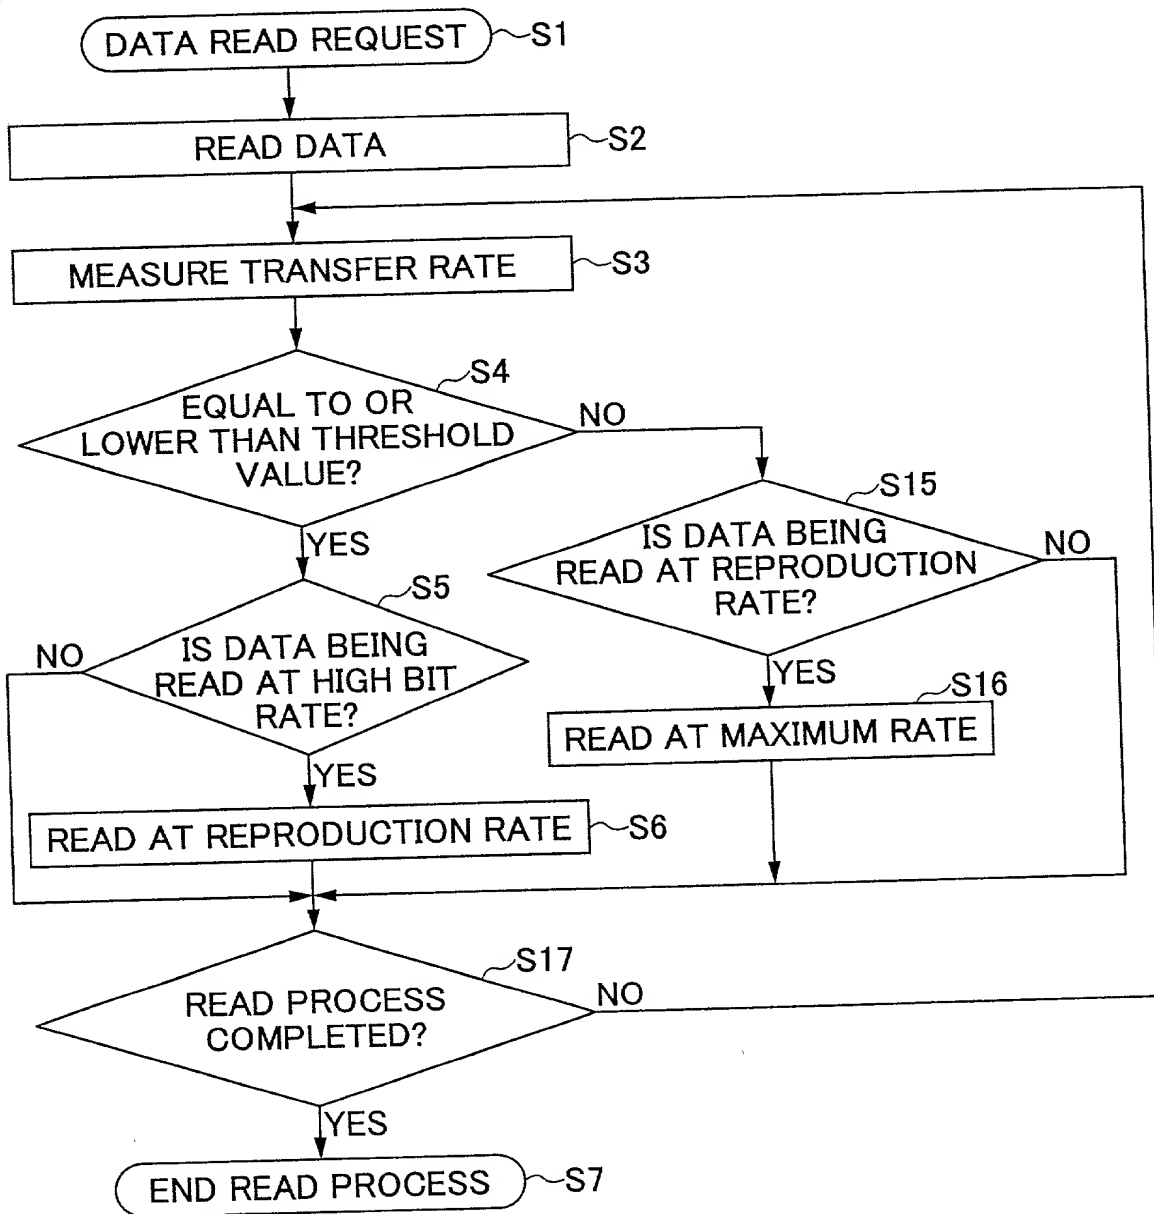 DATA READ REQUEST
S1
READ DATA
S2
MEASURE TRANSFER RATE
S3
S4
EQUAL TO OR
LOWER THAN THRESHOLD
VALUE?
NO
YES
S15
IS DATA BEING
READ AT REPRODUCTION
RATE?
NO
YES
S5
IS DATA BEING
READ AT HIGH BIT
RATE?
NO
YES
S16
READ AT MAXIMUM RATE
READ AT REPRODUCTION RATE
S6
S17
READ PROCESS
COMPLETED?
NO
YES
END READ PROCESS
S7